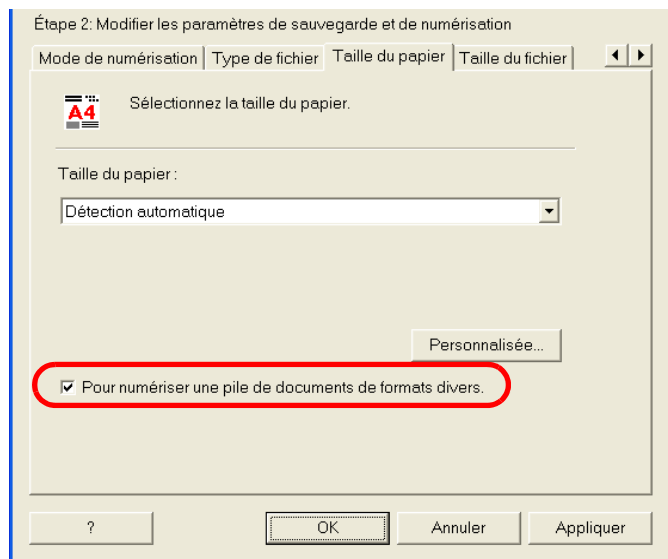 Étape 2: Modifier les paramètres de sauvegarde et de numérisation
Mode de numérisation Type de fichier Taille du papier Taille du fichier
A4 Sélectionnez la taille du papier.
Taille du papier :
Détection automatique
Personnalisée...
Pour numériser une pile de documents de formats divers.
? OK Annuler Appliquer